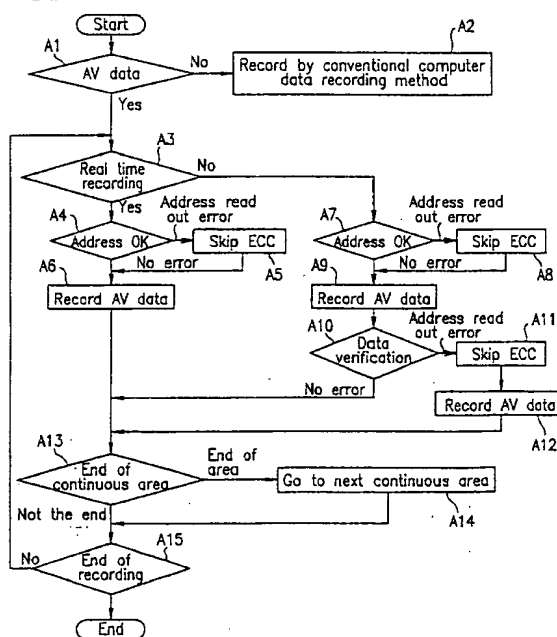 Start
A1
AV data
No
A2
Record by conventional computer
data recording method
Yes
A3
Real time
recording
No
Yes
A4
Address OK
Address read
out error
Skip ECC
A5
No error
A6
Record AV data
A7
Address OK
Address read
out error
Skip ECC
A8
No error
A9
Record AV data
A10
Data
verification
Address read
out error
A11
Skip ECC
No error
Record AV data
A12
A13
End of
continuous area
End of
area
Go to next continuous area
A14
Not the end
A15
End of
recording
No
End